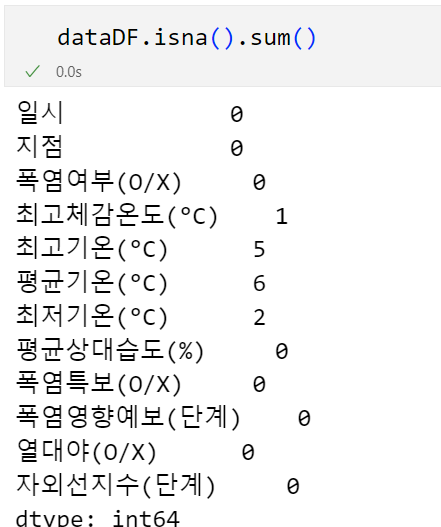 dataDF.isna().sum()
0.0s
일시 0
지점 0
폭염여부(O/X) 0
최고체감온도(°C) 1
최고기온(°C) 5
평균기온(°C) 6
최저기온(°C) 2
평균상대습도(%) 0
폭염특보(O/X) 0
폭염영향예보(단계) 0
열대야(O/X) 0
자외선지수(단계) 0
dtype: int64